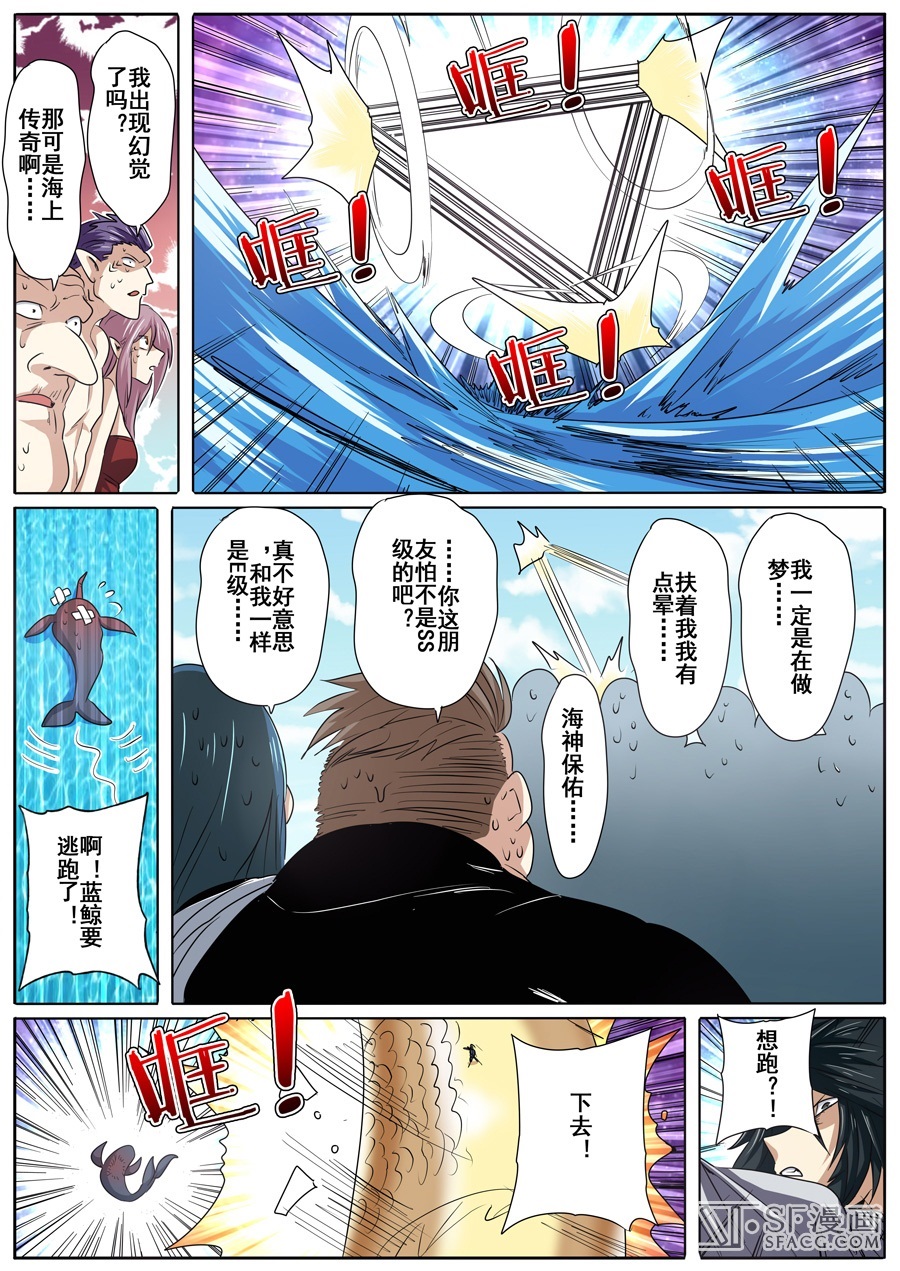 哐！
哐！
哐！
哐！
我出现幻觉
了吗？
那可是海上
传奇啊……
我一定是在做
梦……
扶着我我有
点晕……
海神保佑……
……你这朋
友怕不是SS
级的吧？
真不好意思
，和我一样
是E级……
啊！蓝鲸要
逃跑了！
想跑？！
下去！
哐！
SF漫画
SFACG.COM